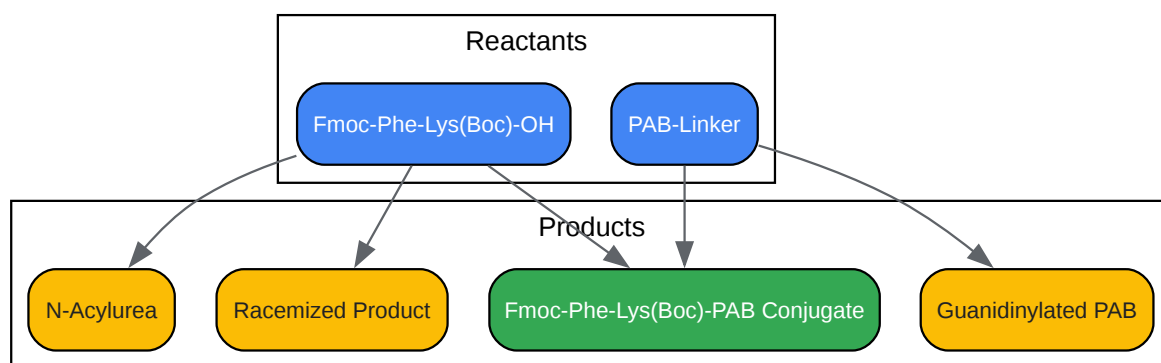 Reactants
Fmoc-Phe-Lys(Boc)-OH
PAB-Linker
Products
N-Acylurea
Racemized Product
Fmoc-Phe-Lys(Boc)-PAB Conjugate
Guanidinylated PAB